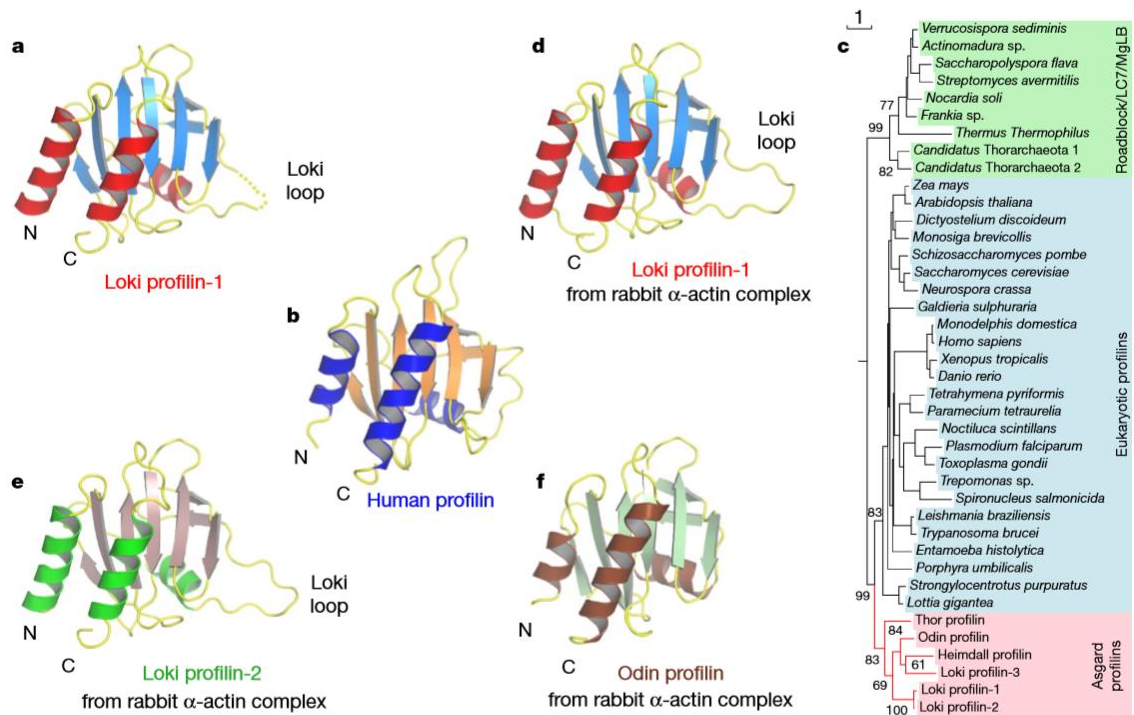 a
Loki
loop
N
C
Loki profilin-1
d
Loki
loop
N
C
Loki profilin-1
from rabbit α-actin complex
b
N
C
Human profilin
e
Loki
loop
N
C
Loki profilin-2
from rabbit α-actin complex
f
N
C
Odin profilin
from rabbit α-actin complex
1
c
Verrucosispora sediminis
Actinomadura sp.
Saccharopolyspora flava
Streptomyces avermitilis
77
Nocardia soli
Frankia sp.
99
Thermus Thermophilus
Candidatus Thorarchaeota 1
82
Candidatus Thorarchaeota 2
Roadblock/LC7/MgLB
Zea mays
Arabidopsis thaliana
Dictyostelium discoideum
Monosiga brevicollis
Schizosaccharomyces pombe
Saccharomyces cerevisiae
Neurospora crassa
Galdieria sulphuraria
Monodelphis domestica
Homo sapiens
Xenopus tropicalis
Danio rerio
Tetrahymena pyriformis
Paramecium tetraurelia
Noctiluca scintillans
Plasmodium falciparum
Toxoplasma gondii
Trepomonas sp.
Spironucleus salmonicida
83
Leishmania braziliensis
Trypanosoma brucei
Entamoeba histolytica
Porphyra umbilicalis
Strongylocentrotus purpuratus
99
Lottia gigantea
Eukaryotic profilins
Thor profilin
84
Odin profilin
83
Heimdall profilin
61
Loki profilin-3
69
Loki profilin-1
100
Loki profilin-2
Asgard
profilins